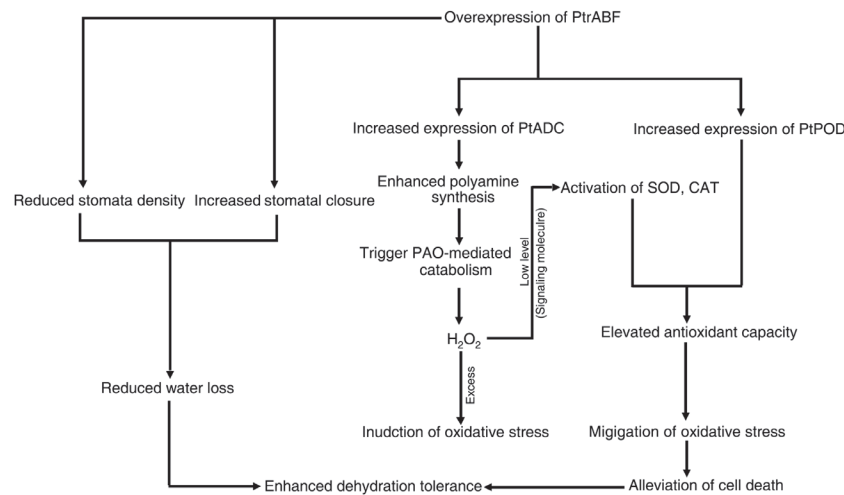 Overexpression of PtrABF
Increased expression of PtADC
Increased expression of PtPOD
Reduced stomata density
Increased stomatal closure
Enhanced polyamine
synthesis
Activation of SOD, CAT
Trigger PAO-mediated
catabolism
Low level
(Signaling moleculre)
H2O2
Elevated antioxidant capacity
Excess
Reduced water loss
Inudction of oxidative stress
Migigation of oxidative stress
Enhanced dehydration tolerance
Alleviation of cell death